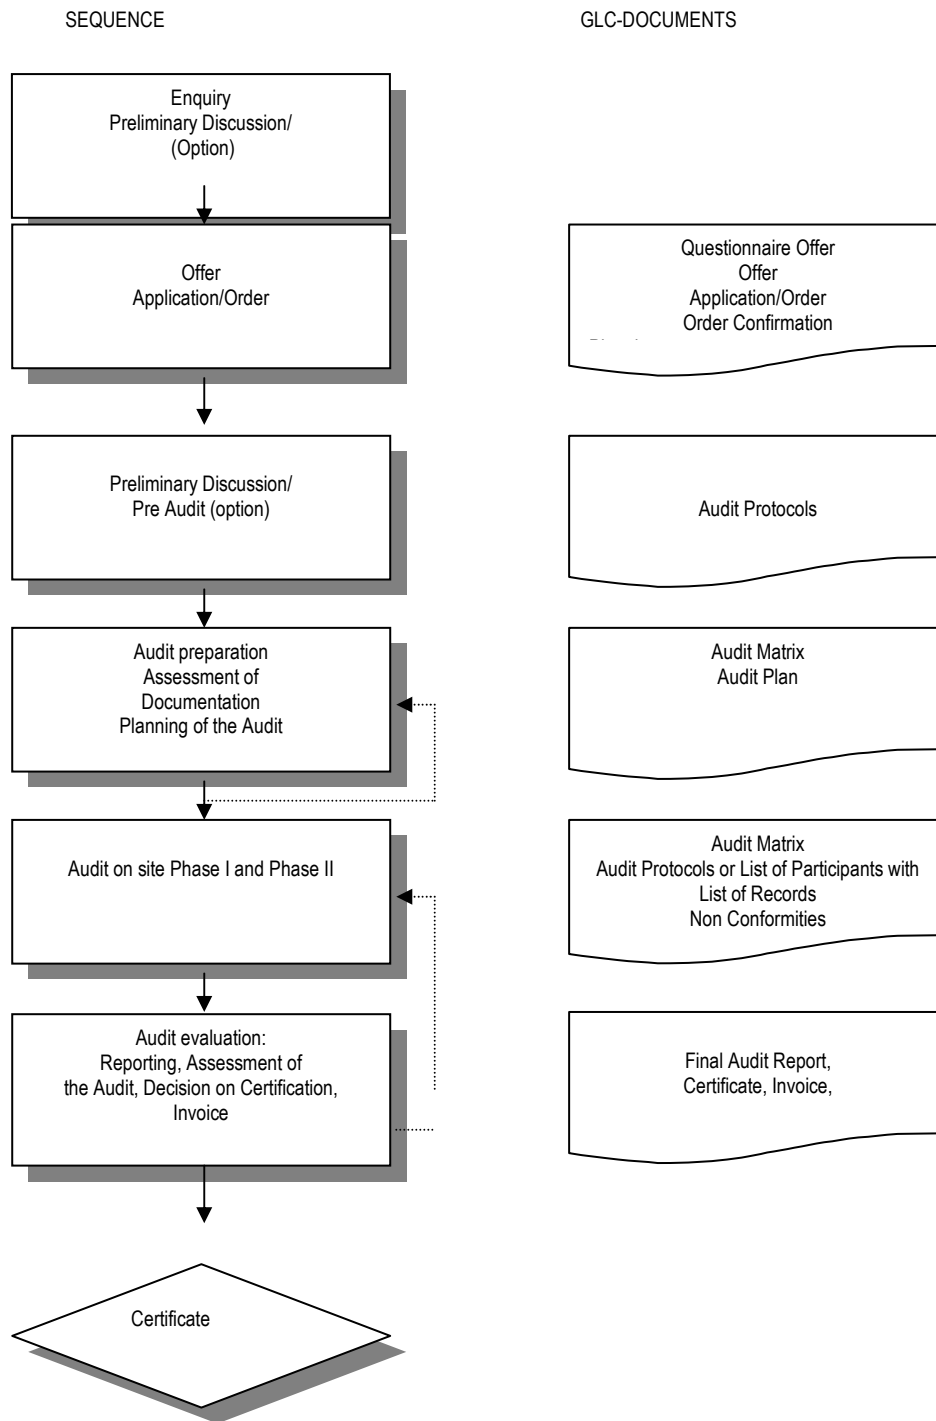 SEQUENCE
GLC-DOCUMENTS
Enquiry
Preliminary Discussion/
(Option)
Offer
Application/Order
Questionnaire Offer
Offer
Application/Order
Order Confirmation
Preliminary Discussion/
Pre Audit (option)
Audit Protocols
Audit preparation
Assessment of
Documentation
Planning of the Audit
Audit Matrix
Audit Plan
Audit on site Phase I and Phase II
Audit Matrix
Audit Protocols or List of Participants with
List of Records
Non Conformities
Audit evaluation:
Reporting, Assessment of
the Audit, Decision on Certification,
Invoice
Final Audit Report,
Certificate, Invoice,
Certificate